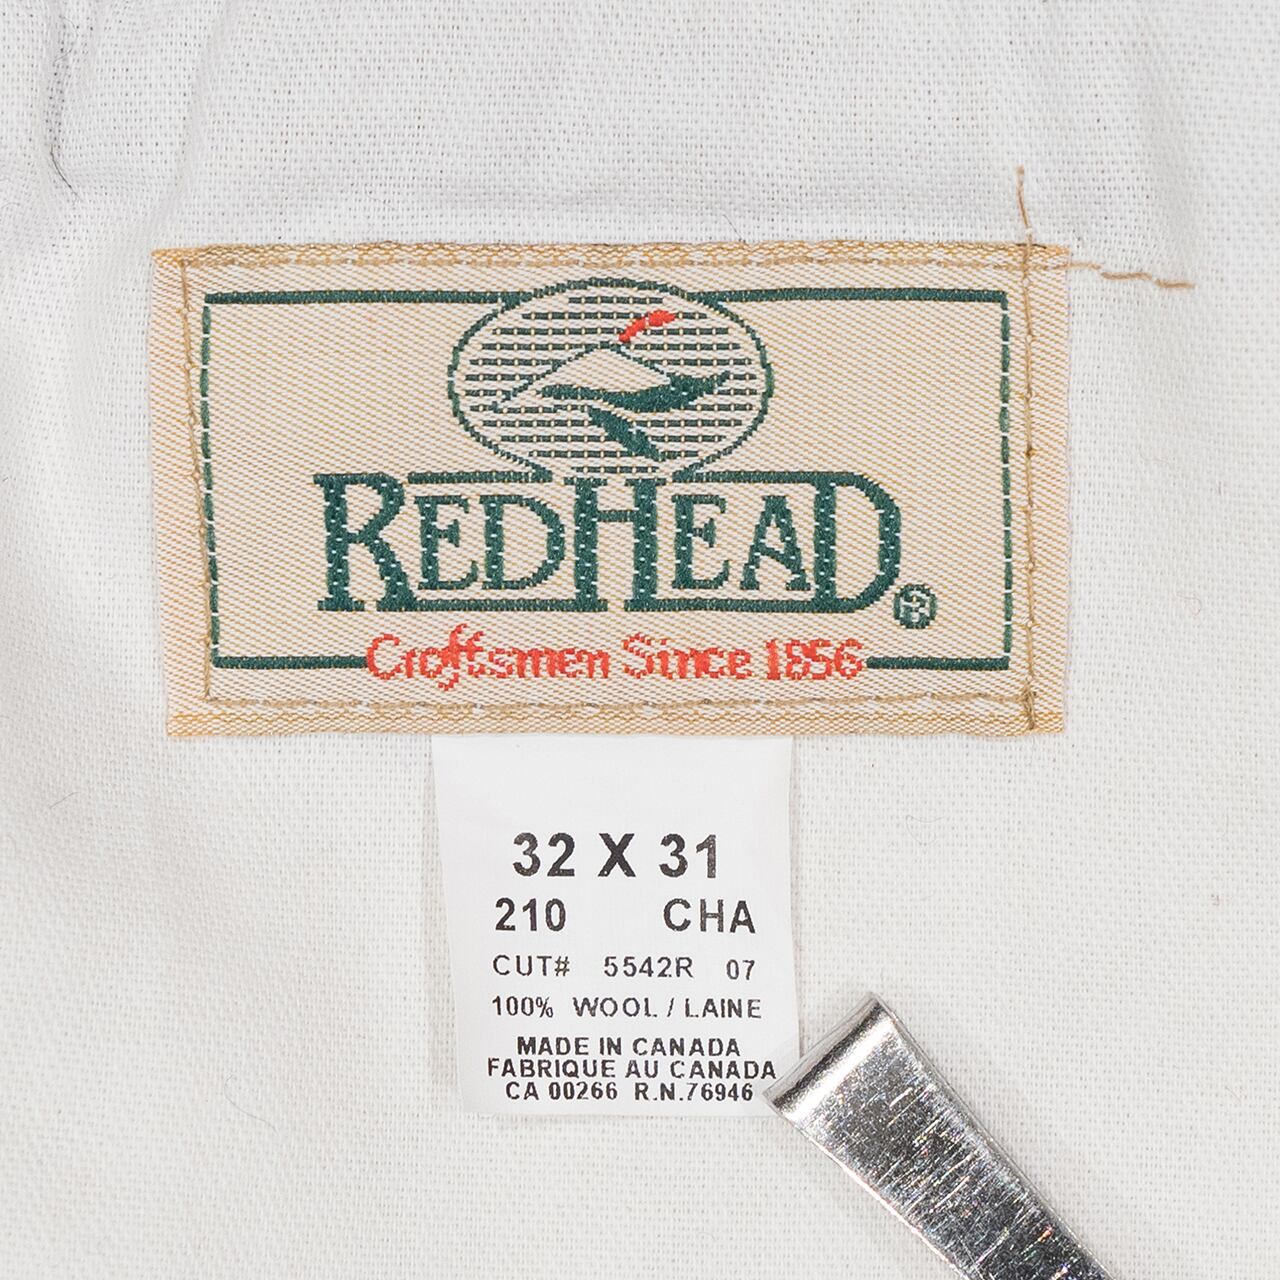 REDHEAD®
Craftsmen Since 1856
32 X 31
210 CHA
CUT# 5542R 07
100% WOOL / LAINE
MADE IN CANADA
FABRIQUE AU CANADA
CA 00266 R.N.76946